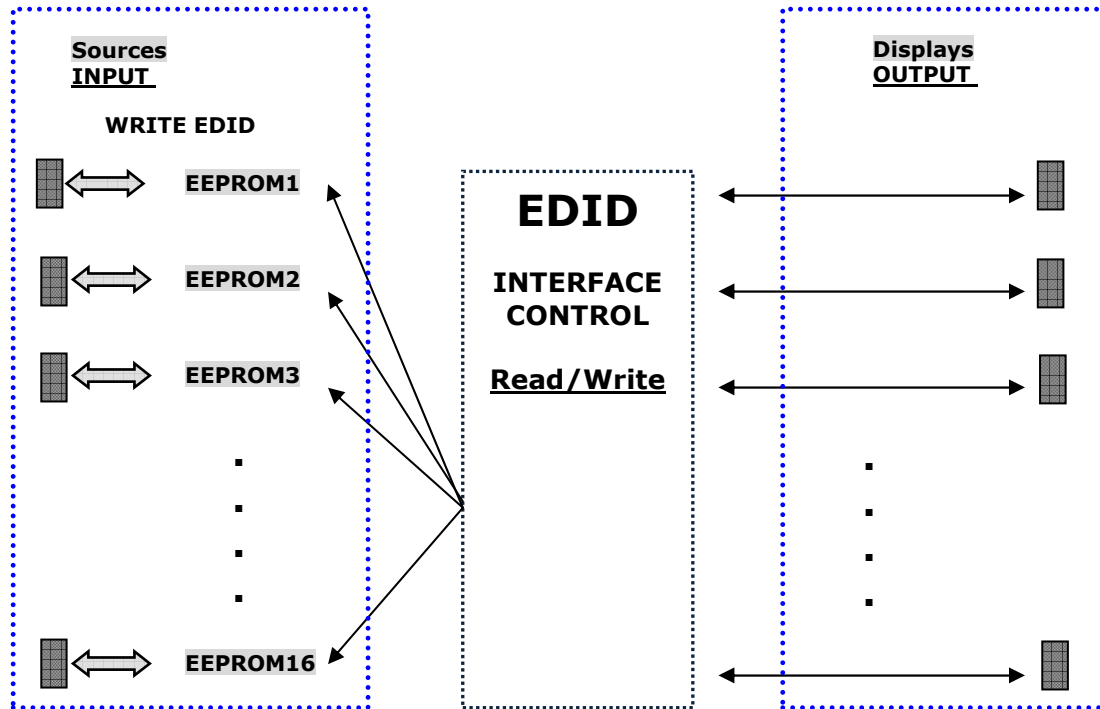 Sources
INPUT
WRITE EDID
EEPROM1
EEPROM2
EEPROM3
EEPROM16
EDID
INTERFACE
CONTROL
Read/Write
Displays
OUTPUT